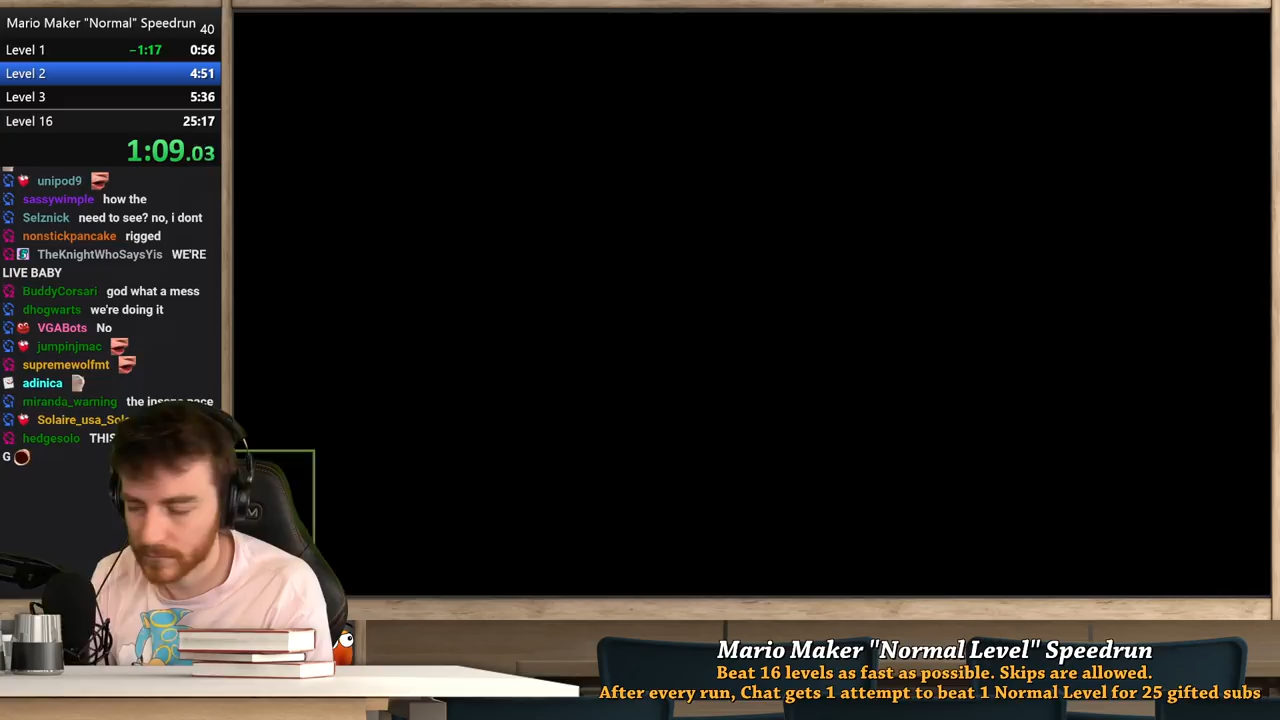 Mario Maker "Normal" Speedrun 40
Level 1 −1:17 0:56
Level 2 4:51
Level 3 5:36
Level 16 25:17
1:09.03
unipod9
sassywimple how the
Selznick need to see? no, i dont
nonstickpancake rigged
TheKnightWhoSaysYis WE'RE
LIVE BABY
BuddyCorsari god what a mess
dhogwarts we're doing it
VGABots No
jumpinjmac
supremewolfmt
adinica
miranda_warning the insane pace
Solaire_usa_Sol
hedgesolo THIS
G
Mario Maker "Normal Level" Speedrun
Beat 16 levels as fast as possible. Skips are allowed.
After every run, Chat gets 1 attempt to beat 1 Normal Level for 25 gifted subs